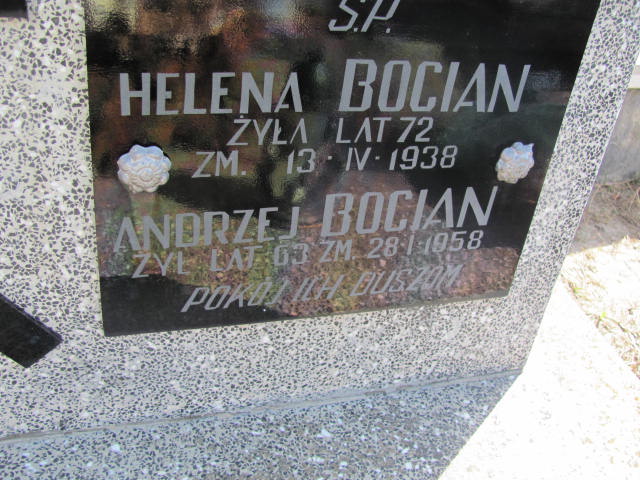 Ś.P.
HELENA BOCIAN
ŻYŁA LAT 72
ZM. 13·IV·1938
ANDRZEJ BOCIAN
ŻYŁ LAT 63 ZM. 28·I·1958
POKÓJ ICH DUSZOM